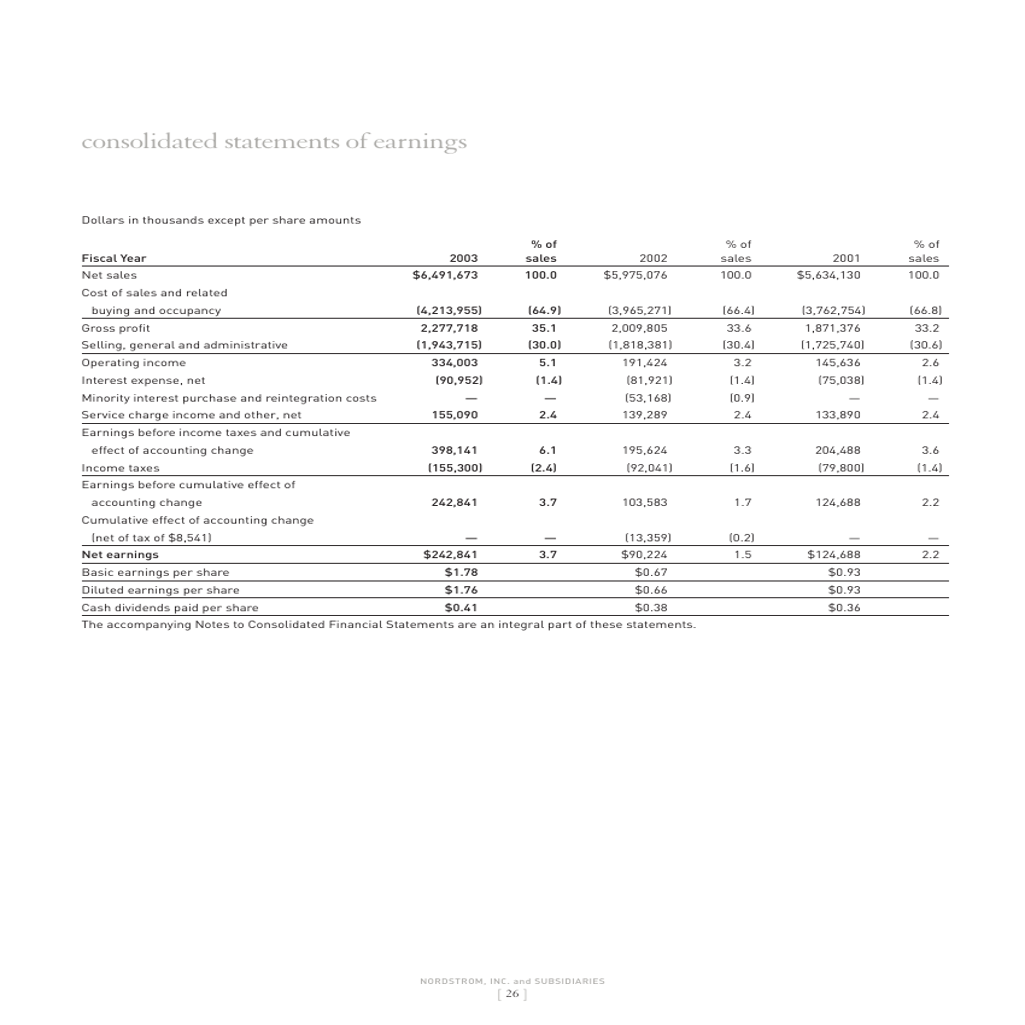 consolidated statements of earnings
Dollars in thousands except per share amounts
% of % of % of
Fiscal Year 2003 sales 2002 sales 2001 sales
Net sales $6,491,673 100.0 $5,975,076 100.0 $5,634,130 100.0
Cost of sales and related
buying and occupancy (4,213,955) (64.9) (3,965,271) (66.4) (3,762,754) (66.8)
Gross profit 2,277,718 35.1 2,009,805 33.6 1,871,376 33.2
Selling, general and administrative (1,943,715) (30.0) (1,818,381) (30.4) (1,725,740) (30.6)
Operating income 334,003 5.1 191,424 3.2 145,636 2.6
Interest expense, net (90,952) (1.4) (81,921) (1.4) (75,038) (1.4)
Minority interest purchase and reintegration costs — — (53,168) (0.9) — —
Service charge income and other, net 155,090 2.4 139,289 2.4 133,890 2.4
Earnings before income taxes and cumulative
effect of accounting change 398,141 6.1 195,624 3.3 204,488 3.6
Income taxes (155,300) (2.4) (92,041) (1.6) (79,800) (1.4)
Earnings before cumulative effect of
accounting change 242,841 3.7 103,583 1.7 124,688 2.2
Cumulative effect of accounting change
(net of tax of $8,541) — — (13,359) (0.2) — —
Net earnings $242,841 3.7 $90,224 1.5 $124,688 2.2
Basic earnings per share $1.78 $0.67 $0.93
Diluted earnings per share $1.76 $0.66 $0.93
Cash dividends paid per share $0.41 $0.38 $0.36
The accompanying Notes to Consolidated Financial Statements are an integral part of these statements.
NORDSTROM, INC. and SUBSIDIARIES
[ 26 ]